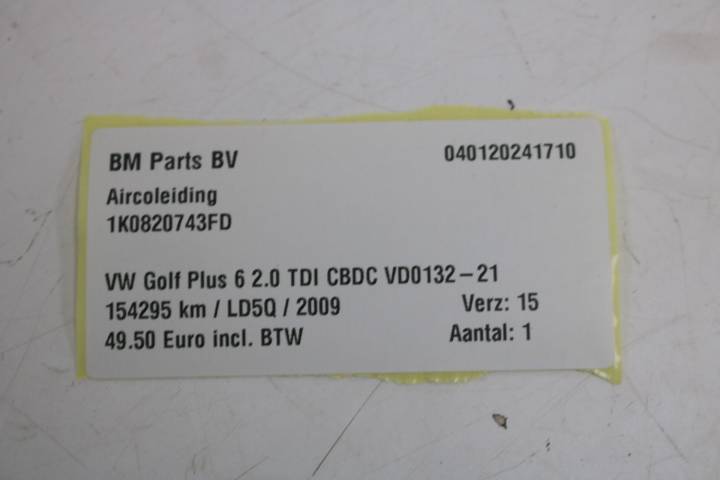 BM Parts BV 040120241710
Aircoleiding
1K0820743FD
VW Golf Plus 6 2.0 TDI CBDC VD0132-21
154295 km / LD5Q / 2009 Verz: 15
49.50 Euro incl. BTW Aantal: 1